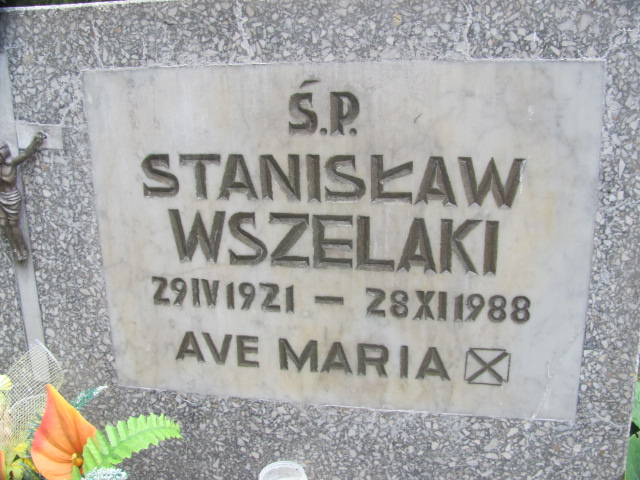 Ś.P.
STANISŁAW
WSZELAKI
29 IV 1921 – 28 XI 1988
AVE MARIA